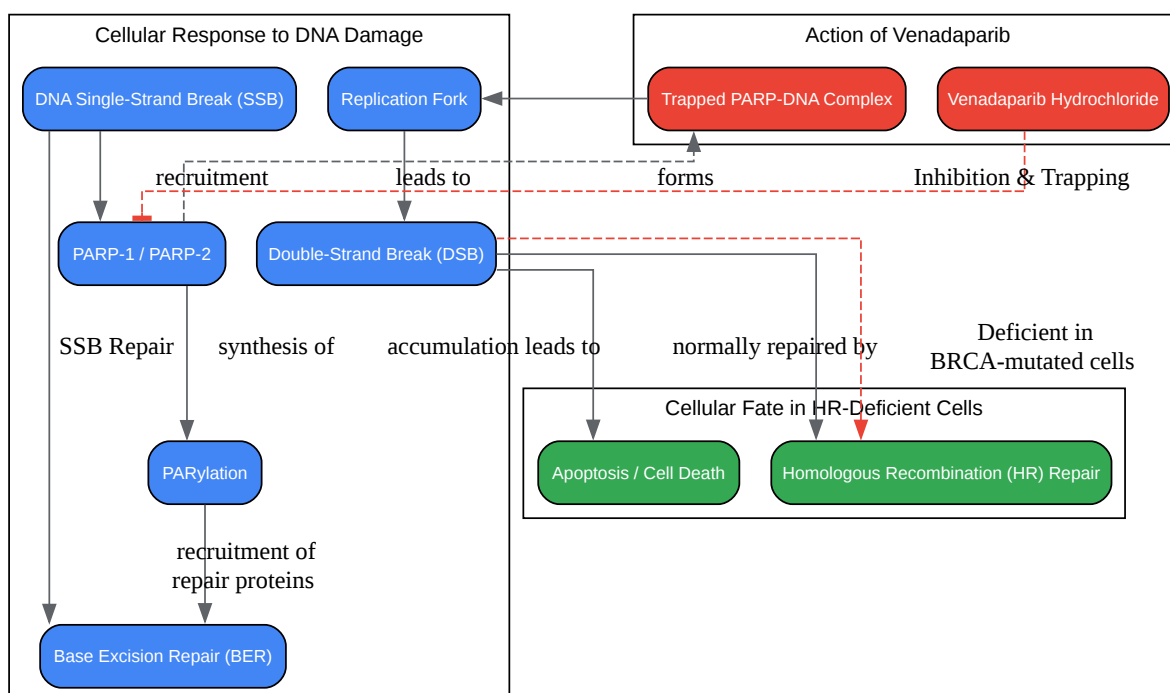 Cellular Response to DNA Damage
Action of Venadaparib
DNA Single-Strand Break (SSB)
Replication Fork
Trapped PARP-DNA Complex
Venadaparib Hydrochloride
recruitment
leads to
forms
Inhibition & Trapping
PARP-1 / PARP-2
Double-Strand Break (DSB)
SSB Repair
synthesis of
accumulation leads to
normally repaired by
Deficient in
BRCA-mutated cells
Cellular Fate in HR-Deficient Cells
PARylation
Apoptosis / Cell Death
Homologous Recombination (HR) Repair
recruitment of
repair proteins
Base Excision Repair (BER)